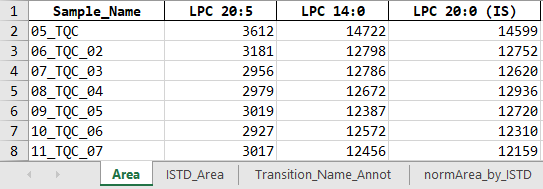 1 Sample_Name LPC 20:5 LPC 14:0 LPC 20:0 (IS)
2 05_TQC 3612 14722 14599
3 06_TQC_02 3181 12798 12752
4 07_TQC_03 2956 12786 12620
5 08_TQC_04 2979 12672 12936
6 09_TQC_05 3019 12387 12720
7 10_TQC_06 2927 12572 12310
8 11_TQC_07 3017 12456 12159
Area ISTD_Area Transition_Name_Annot normArea_by_ISTD